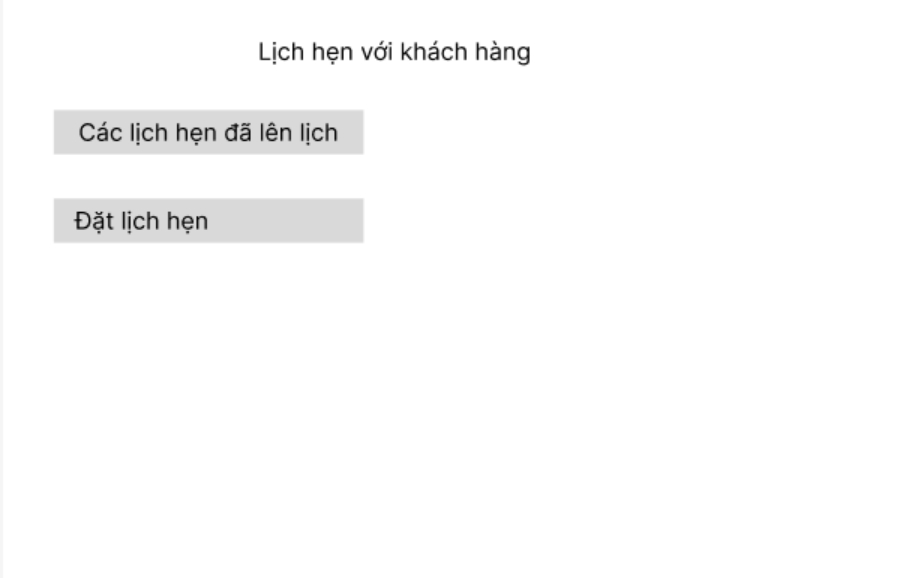 Lịch hẹn với khách hàng
Các lịch hẹn đã lên lịch
Đặt lịch hẹn